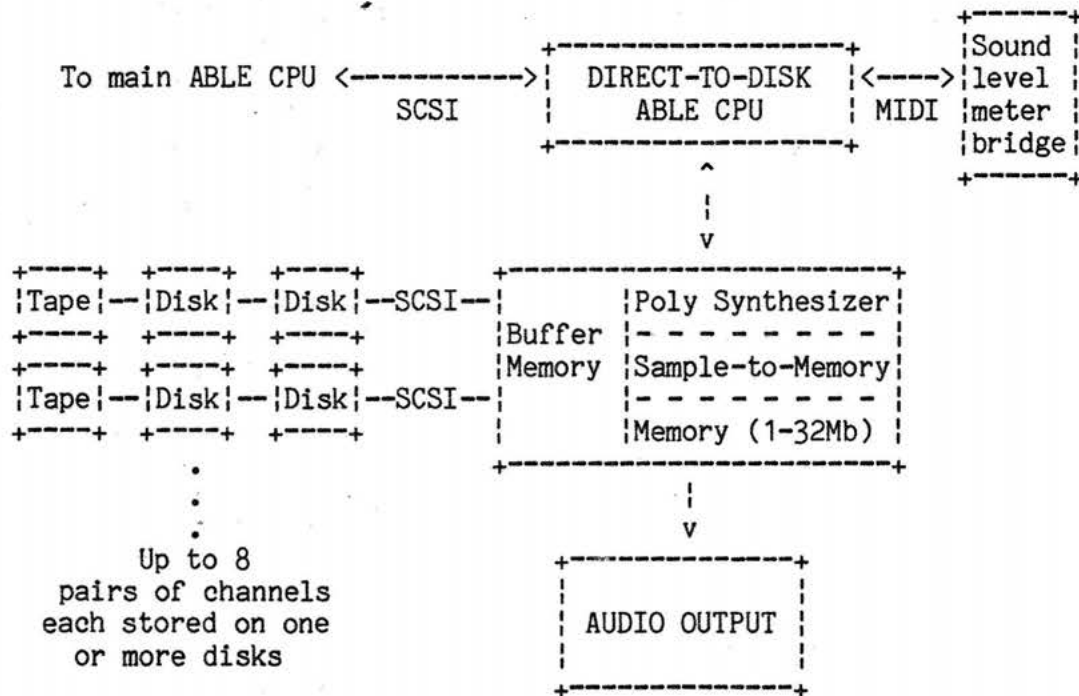 To main ABLE CPU
SCSI
DIRECT-TO-DISK
ABLE CPU
MIDI
Sound
level
meter
bridge
Tape
Disk
Disk
SCSI
Tape
Disk
Disk
SCSI
Buffer
Memory
Poly Synthesizer
Sample-to-Memory
Memory (1-32Mb)
Up to 8
pairs of channels
each stored on one
or more disks
AUDIO OUTPUT